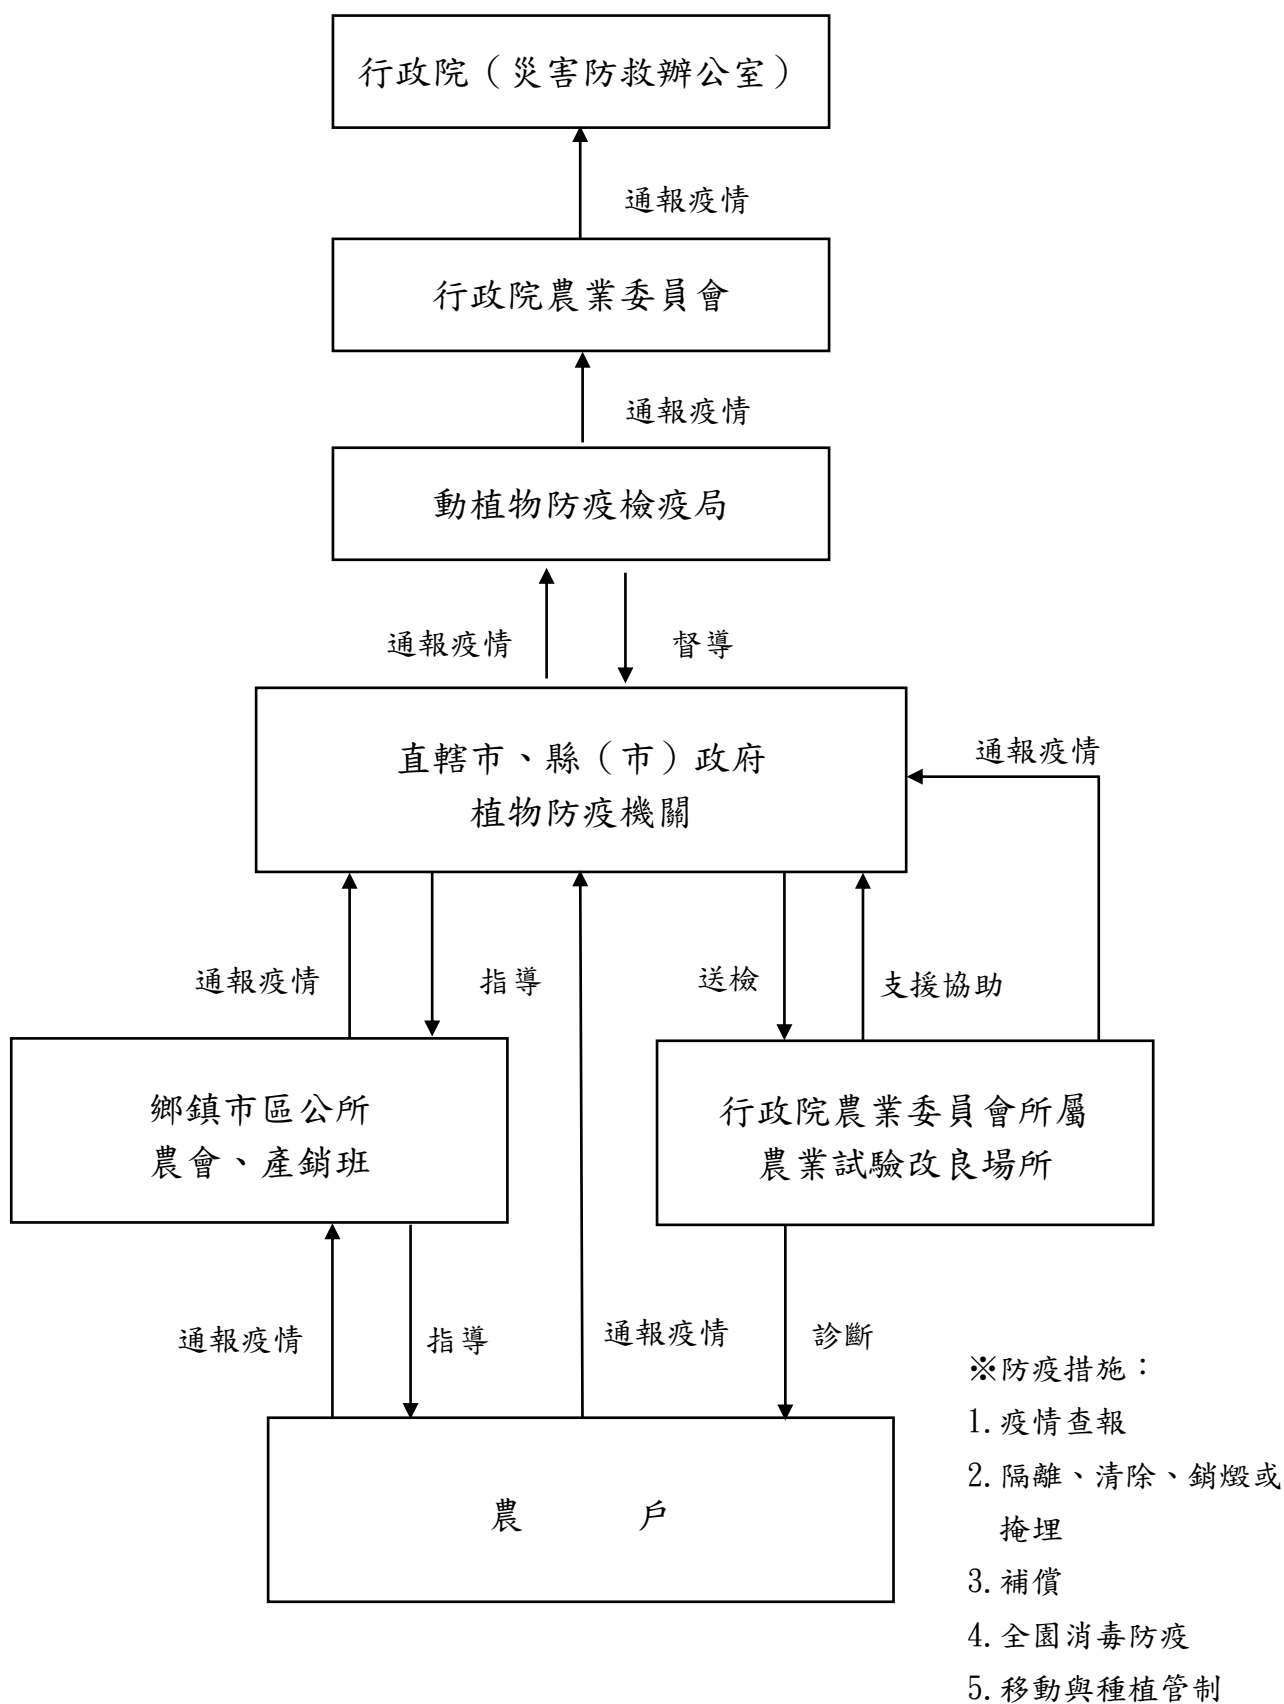 行政院（災害防救辦公室）
通報疫情
行政院農業委員會
通報疫情
動植物防疫檢疫局
通報疫情
督導
直轄市、縣（市）政府
植物防疫機關
通報疫情
通報疫情
指導
送檢
支援協助
鄉鎮市區公所
農會、產銷班
行政院農業委員會所屬
農業試驗改良場所
通報疫情
指導
通報疫情
診斷
農　　　戶
※防疫措施：
1.疫情查報
2.隔離、清除、銷燬或
掩埋
3.補償
4.全園消毒防疫
5.移動與種植管制